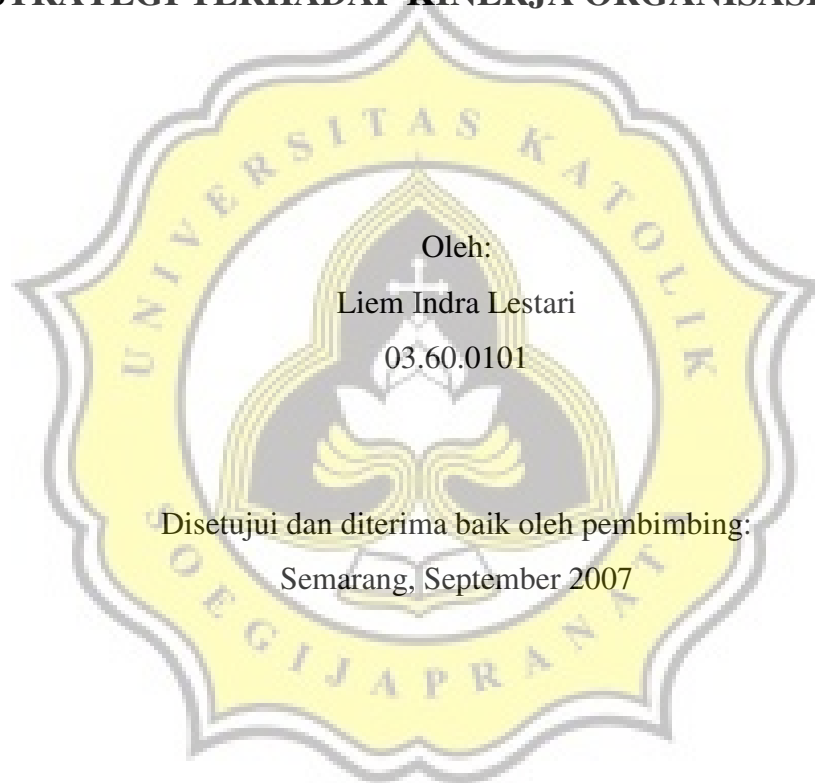 STRATEGI TERHADAP KINERJA ORGANISASI
UNIVERSITAS KATOLIK
Oleh:
Liem Indra Lestari
03.60.0101
Disetujui dan diterima baik oleh pembimbing:
Semarang, September 2007
SOEGIJAPRANATA